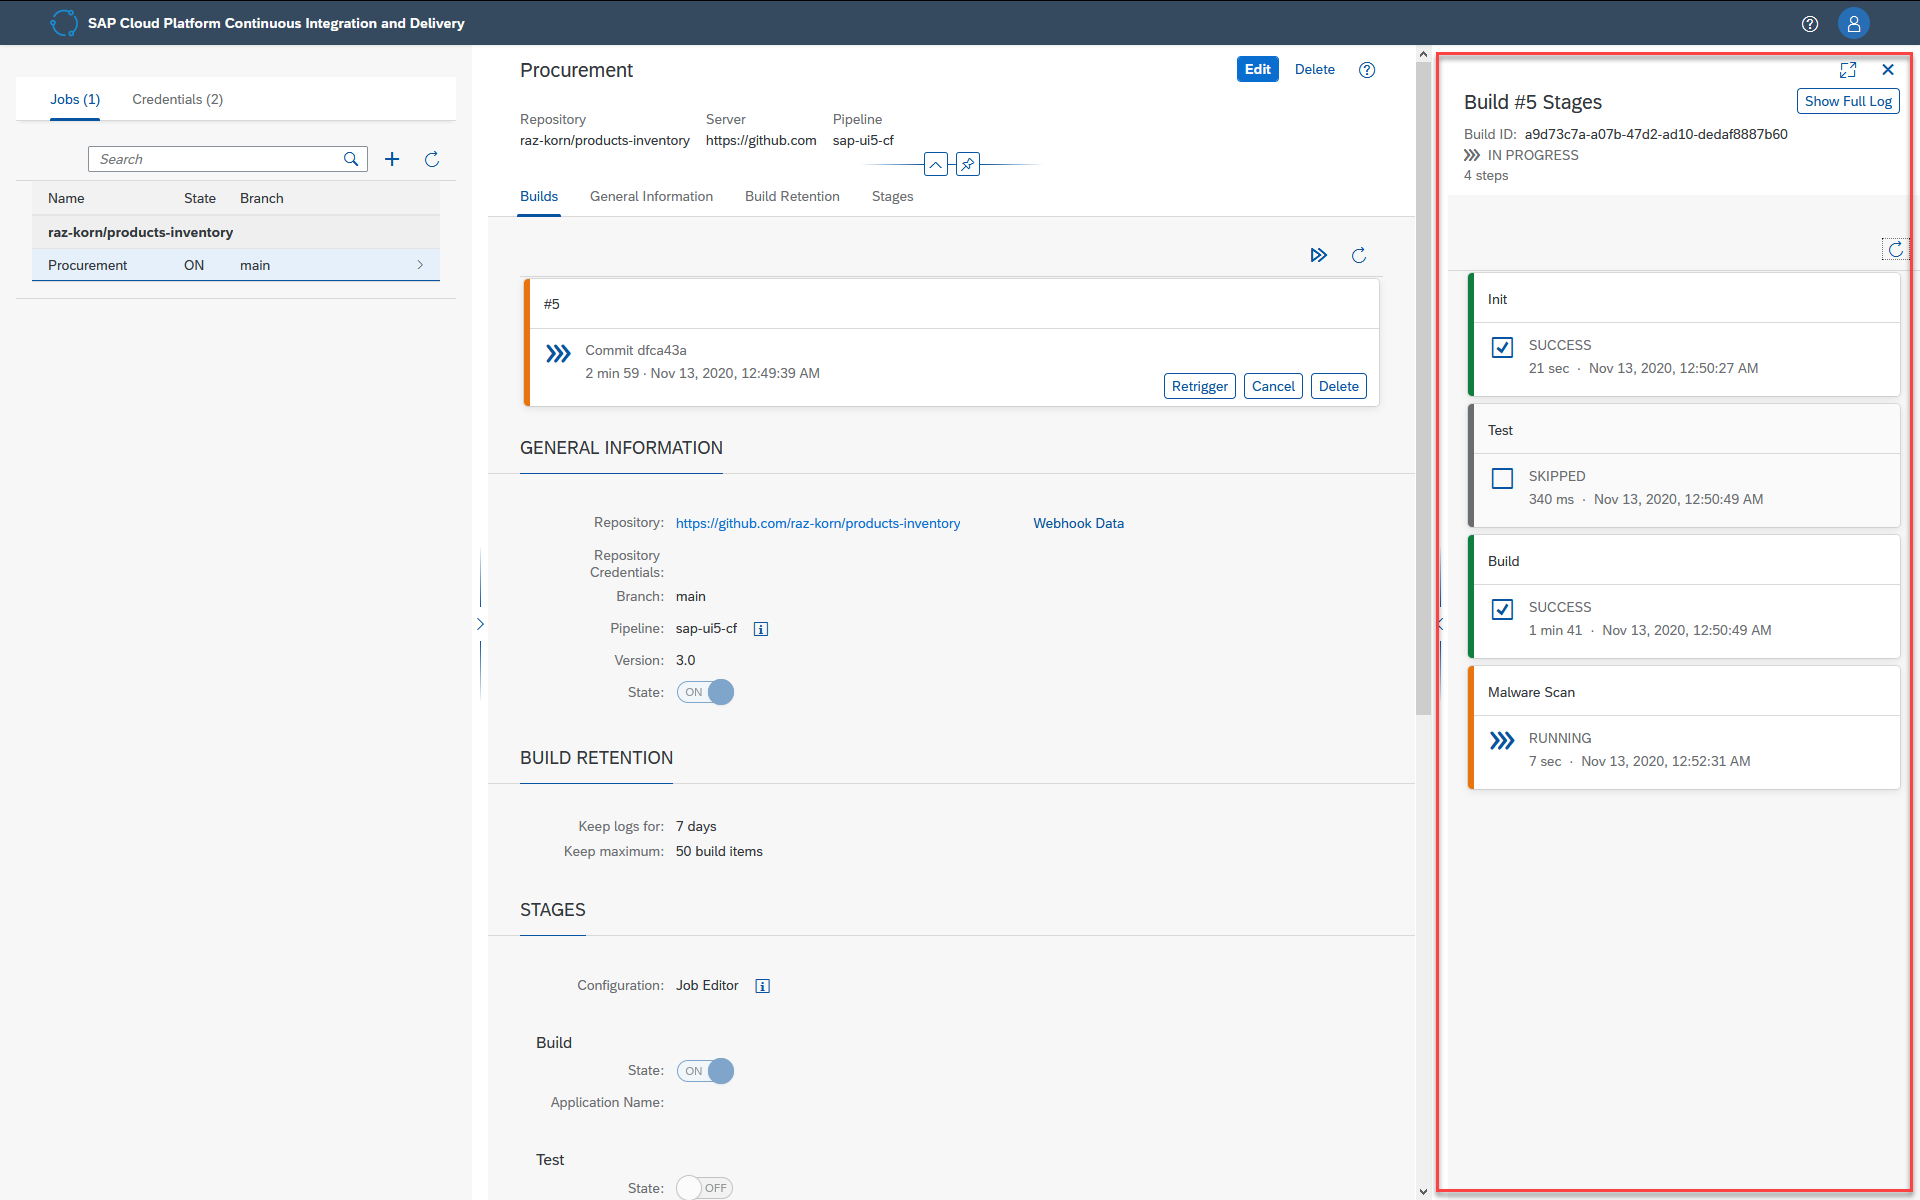 SAP Cloud Platform Continuous Integration and Delivery
Jobs (1)
Credentials (2)
Search
Name State Branch
raz-korn/products-inventory
Procurement ON main
Procurement
Edit
Delete
Repository Server Pipeline
raz-korn/products-inventory https://github.com sap-ui5-cf
Builds General Information Build Retention Stages
#5
Commit dfca43a
2 min 59 · Nov 13, 2020, 12:49:39 AM
Retrigger Cancel Delete
GENERAL INFORMATION
Repository: https://github.com/raz-korn/products-inventory Webhook Data
Repository
Credentials:
Branch: main
Pipeline: sap-ui5-cf
Version: 3.0
State: ON
BUILD RETENTION
Keep logs for: 7 days
Keep maximum: 50 build items
STAGES
Configuration: Job Editor
Build
State: ON
Application Name:
Test
State: OFF
Build #5 Stages
Show Full Log
Build ID: a9d73c7a-a07b-47d2-ad10-dedaf8887b60
IN PROGRESS
4 steps
Init
SUCCESS
21 sec · Nov 13, 2020, 12:50:27 AM
Test
SKIPPED
340 ms · Nov 13, 2020, 12:50:49 AM
Build
SUCCESS
1 min 41 · Nov 13, 2020, 12:50:49 AM
Malware Scan
RUNNING
7 sec · Nov 13, 2020, 12:52:31 AM